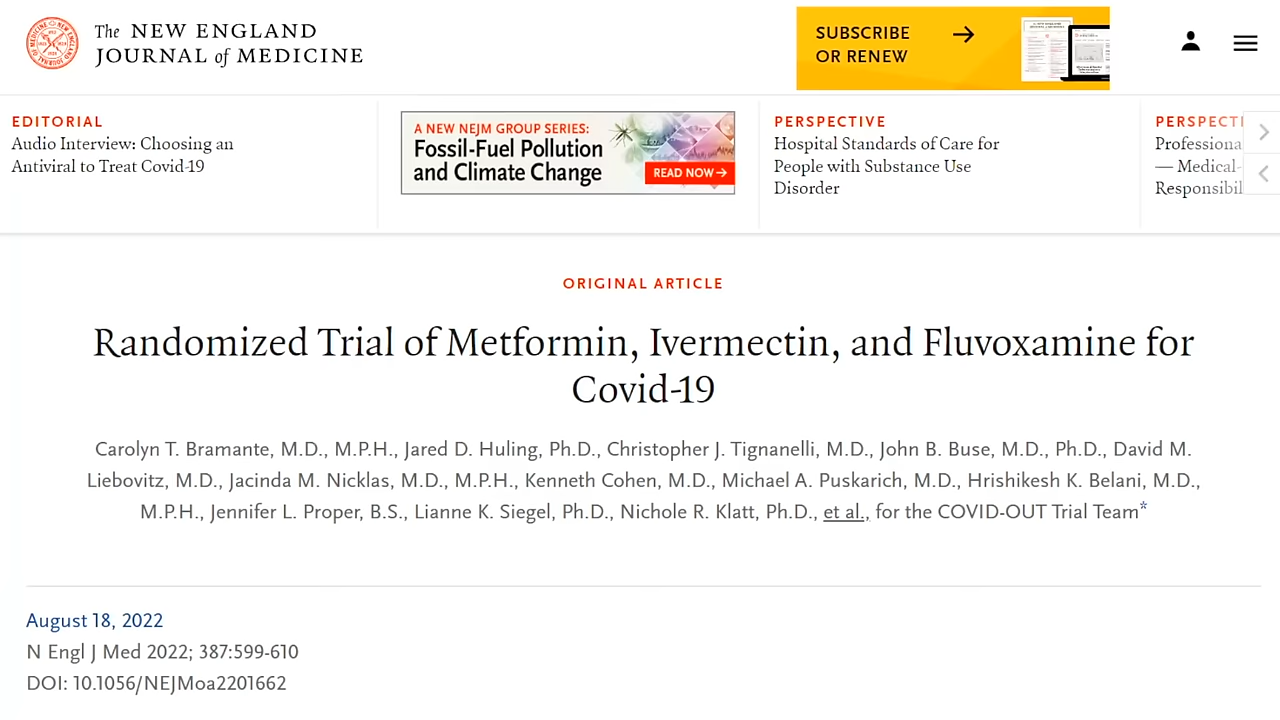 The NEW ENGLAND
JOURNAL of MEDICINE
SUBSCRIBE
OR RENEW
EDITORIAL
Audio Interview: Choosing an
Antiviral to Treat Covid-19
A NEW NEJM GROUP SERIES:
Fossil-Fuel Pollution
and Climate Change
READ NOW
PERSPECTIVE
Hospital Standards of Care for
People with Substance Use
Disorder
PERSPECTI
Professiona
— Medical-
Responsibil
ORIGINAL ARTICLE
Randomized Trial of Metformin, Ivermectin, and Fluvoxamine for
Covid-19
Carolyn T. Bramante, M.D., M.P.H., Jared D. Huling, Ph.D., Christopher J. Tignanelli, M.D., John B. Buse, M.D., Ph.D., David M.
Liebovitz, M.D., Jacinda M. Nicklas, M.D., M.P.H., Kenneth Cohen, M.D., Michael A. Puskarich, M.D., Hrishikesh K. Belani, M.D.,
M.P.H., Jennifer L. Proper, B.S., Lianne K. Siegel, Ph.D., Nichole R. Klatt, Ph.D., et al., for the COVID-OUT Trial Team*
August 18, 2022
N Engl J Med 2022; 387:599-610
DOI: 10.1056/NEJMoa2201662